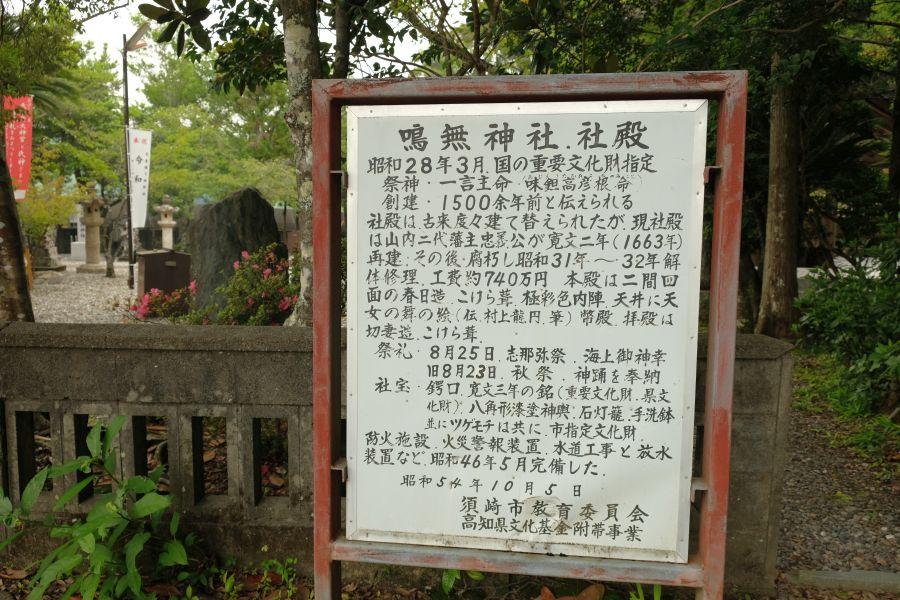 鳴無神社.社殿
昭和28年3月.国の重要文化財指定
祭神・一言主命・味鉏高彦根命
創建・1500余年前と伝えられる
社殿は古来度々建て替えられたが.現社殿
は山内二代藩主忠義公が寛文二年(1663年)
再建.その後.腐朽し昭和31年〜32年解
体修理.工費約740万円 本殿は二間四
面の春日造.こけら葺.極彩色内陣.天井に天
女の舞の絵(伝.村上龍円.筆)幣殿.拝殿は
切妻造.こけら葺.
祭礼・8月25日.志那弥祭.海上御神幸
旧8月23日.秋祭.神踊を奉納
社宝・鍔口.寛文三年の銘(重要文化財.県文
化財).八角形漆塗神輿.石灯籠.手洗鉢
並にツゲモチは共に.市指定文化財.
防火施設.火災警報装置.水道工事と放水
装置など.昭和46年5月完備した.
昭和54年10月5日
須崎市教育委員会
高知県文化基金附帯事業
令和